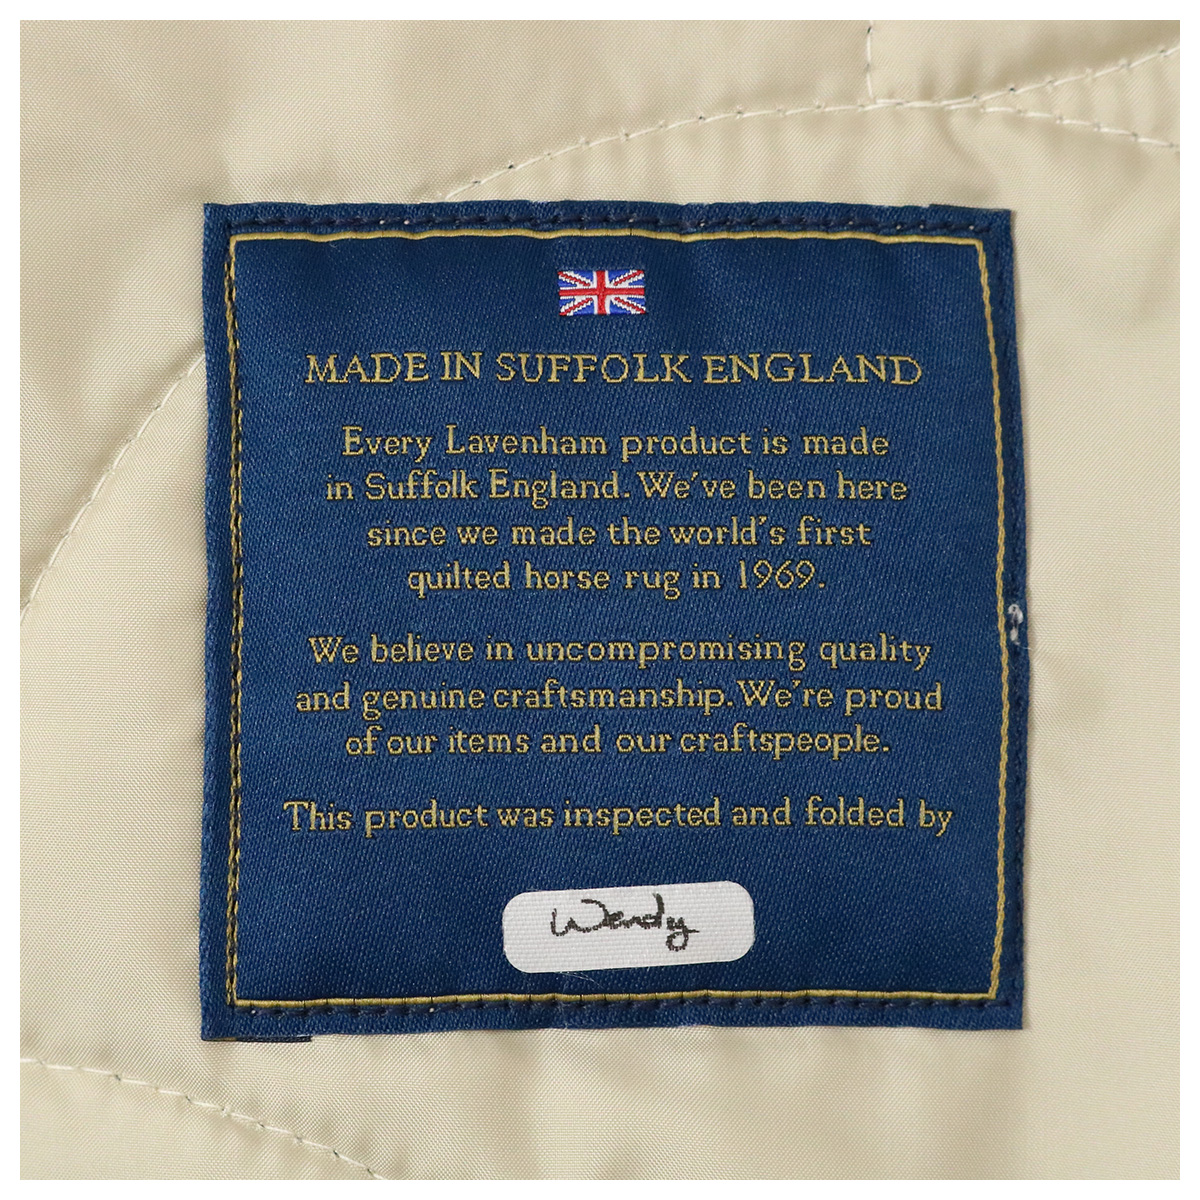 MADE IN SUFFOLK ENGLAND
Every Lavenham product is made
in Suffolk England. We've been here
since we made the world's first
quilted horse rug in 1969.
We believe in uncompromising quality
and genuine craftsmanship. We're proud
of our items and our craftspeople.
This product was inspected and folded by
Wendy